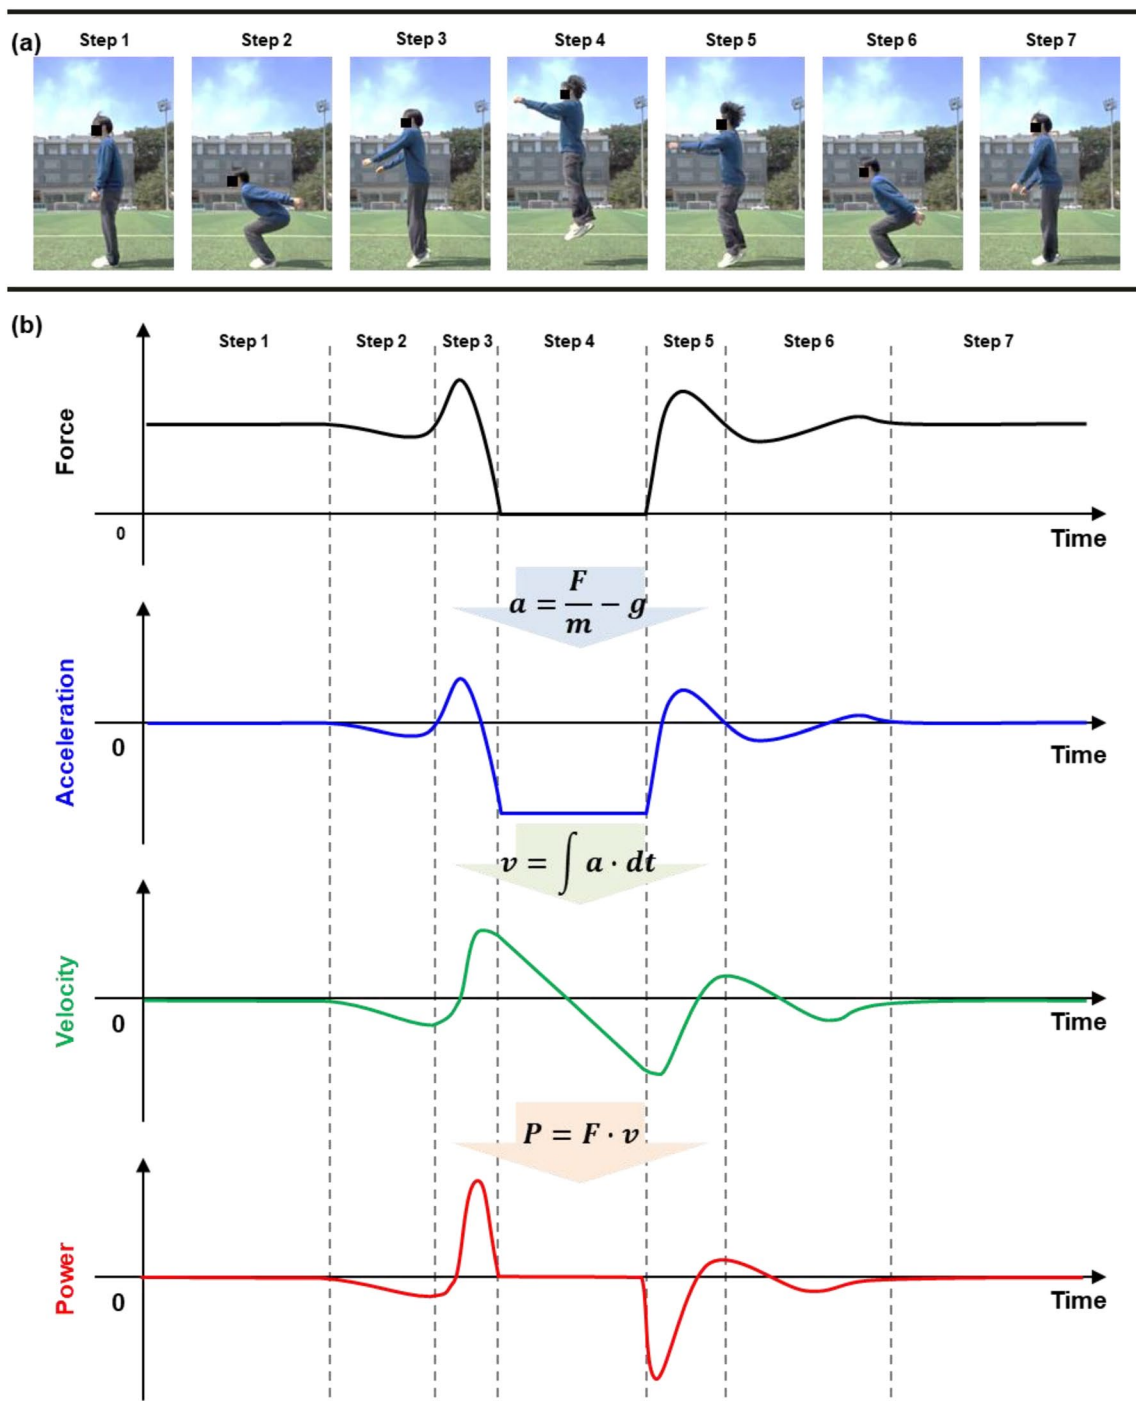 (a)
Step 1 Step 2 Step 3 Step 4 Step 5 Step 6 Step 7
(b)
Step 1 Step 2 Step 3 Step 4 Step 5 Step 6 Step 7
Force
0
Time
a = F/m − g
Acceleration
0
Time
v = ∫ a · dt
Velocity
0
Time
P = F · v
Power
0
Time